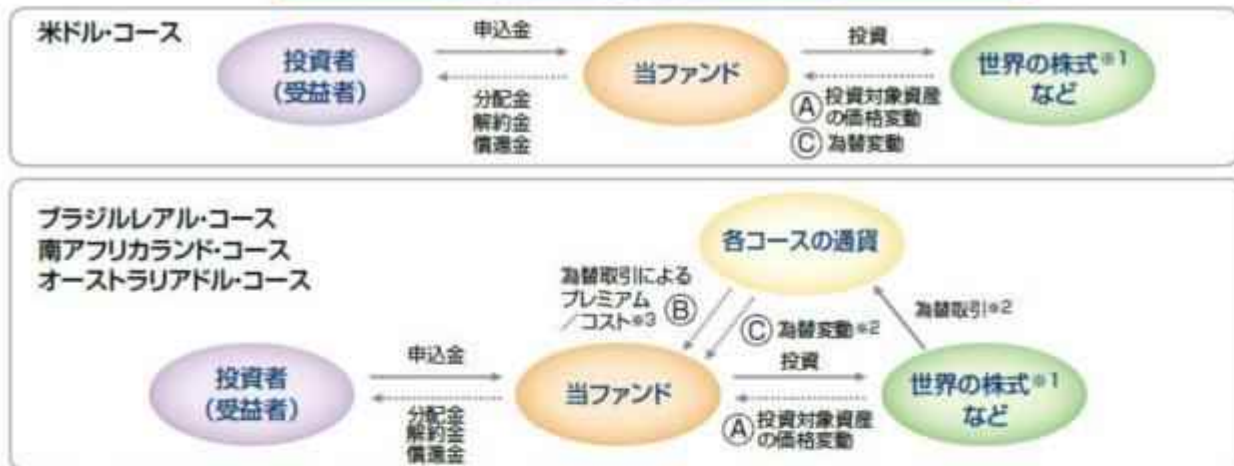 米ドル・コース
投資者
(受益者)
申込金
分配金
解約金
償還金
当ファンド
投資
Ⓐ 投資対象資産
の価格変動
Ⓒ 為替変動
世界の株式※1
など
ブラジルレアル・コース
南アフリカランド・コース
オーストラリアドル・コース
各コースの通貨
為替取引による
プレミアム
／コスト※3
Ⓑ
Ⓒ 為替変動※2
為替取引※2
投資者
(受益者)
申込金
分配金
解約金
償還金
当ファンド
投資
Ⓐ 投資対象資産
の価格変動
世界の株式※1
など